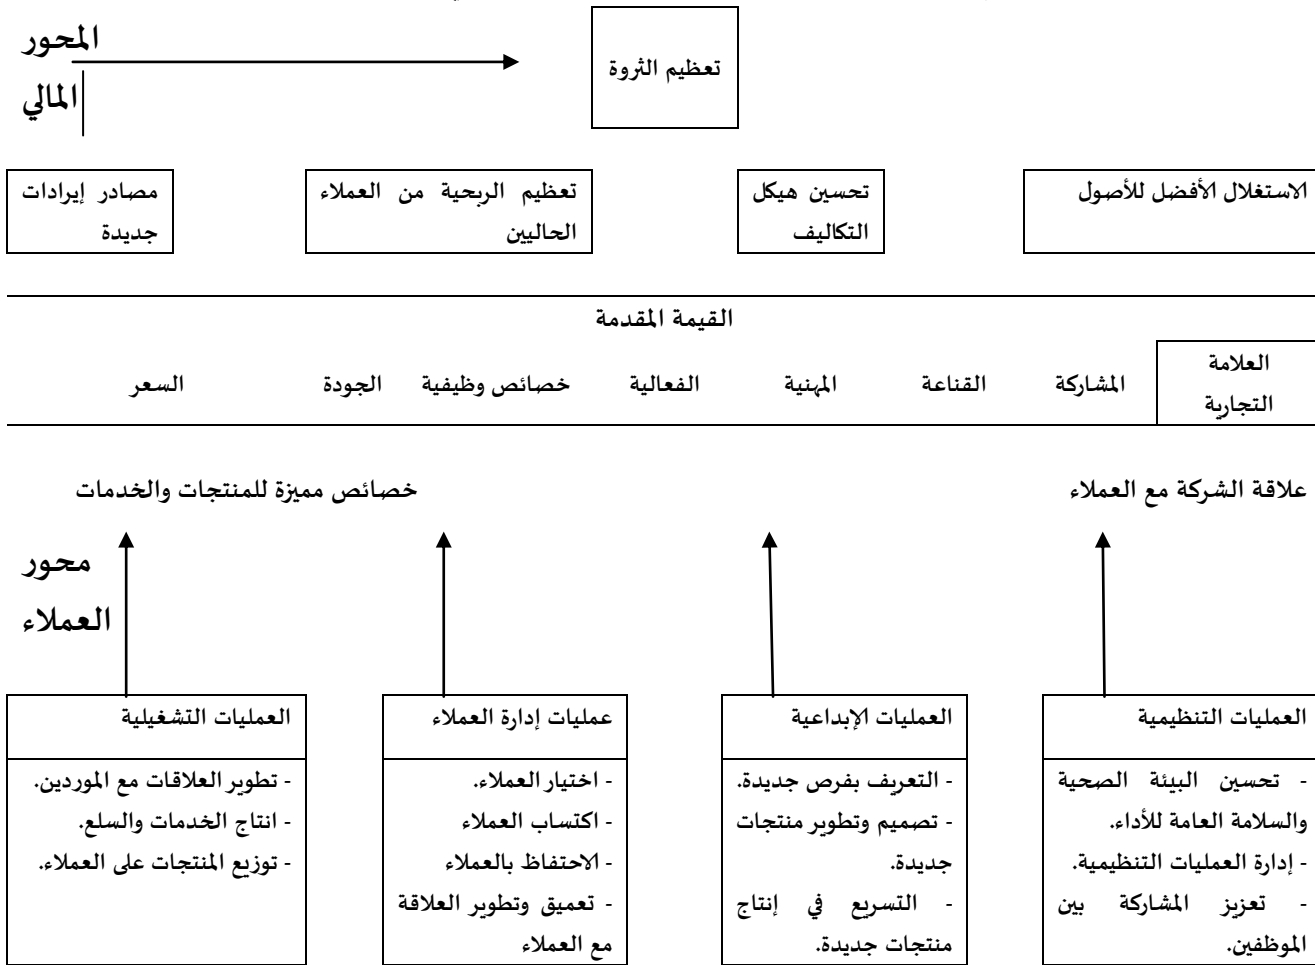 المحور
المالي
تعظيم الثروة
الاستغلال الأفضل للأصول
تحسين هيكل
التكاليف
تعظيم الربحية من العملاء
الحاليين
مصادر إيرادات
جديدة
القيمة المقدمة
العلامة
التجارية
المشاركة
القناعة
المهنية
الفعالية
خصائص وظيفية
الجودة
السعر
علاقة الشركة مع العملاء
خصائص مميزة للمنتجات والخدمات
محور
العملاء
العمليات التنظيمية
- تحسين البيئة الصحية
والسلامة العامة للأداء.
- إدارة العمليات التنظيمية.
- تعزيز المشاركة بين
الموظفين.
العمليات الإبداعية
- التعريف بفرص جديدة.
- تصميم وتطوير منتجات
جديدة.
- التسريع في إنتاج
منتجات جديدة.
عمليات إدارة العملاء
- اختيار العملاء.
- اكتساب العملاء
- الاحتفاظ بالعملاء
- تعميق وتطوير العلاقة
مع العملاء
العمليات التشغيلية
- تطوير العلاقات مع الموردين.
- انتاج الخدمات والسلع.
- توزيع المنتجات على العملاء.